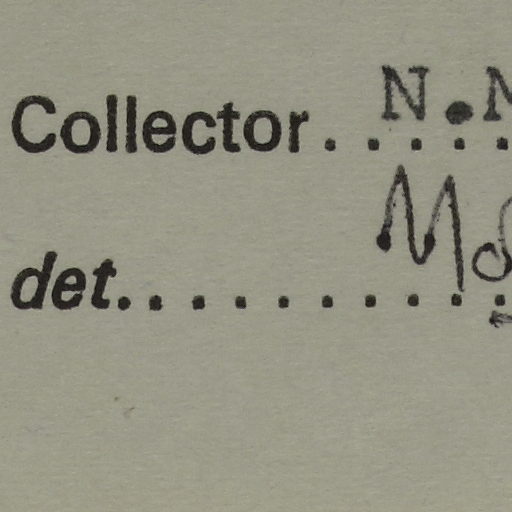 Collector. . . . . N.
det. . . . . . . . . .